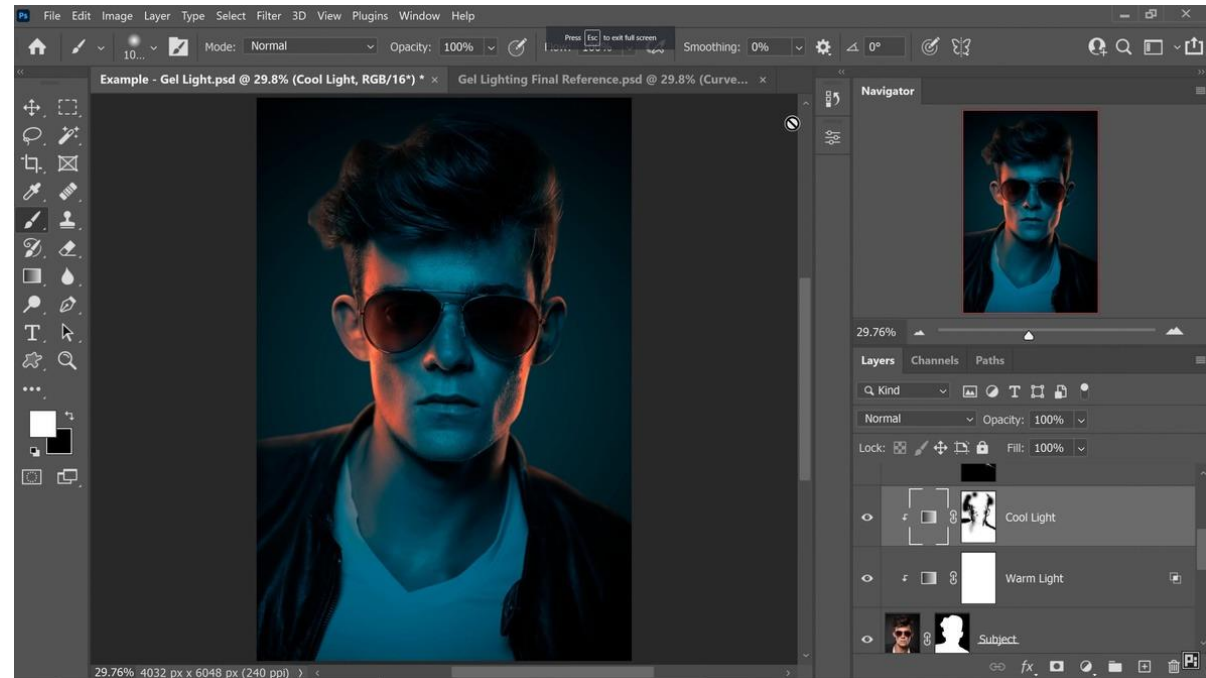 Ps File Edit Image Layer Type Select Filter 3D View Plugins Window Help
Press Esc to exit full screen
10... Mode: Normal Opacity: 100% Smoothing: 0% 0°
Example - Gel Light.psd @ 29.8% (Cool Light, RGB/16*) * × Gel Lighting Final Reference.psd @ 29.8% (Curve... ×
Navigator
29.76%
Layers Channels Paths
Kind
Normal Opacity: 100%
Lock: Fill: 100%
Cool Light
Warm Light
Subject
fx
29.76% 4032 px x 6048 px (240 ppi)